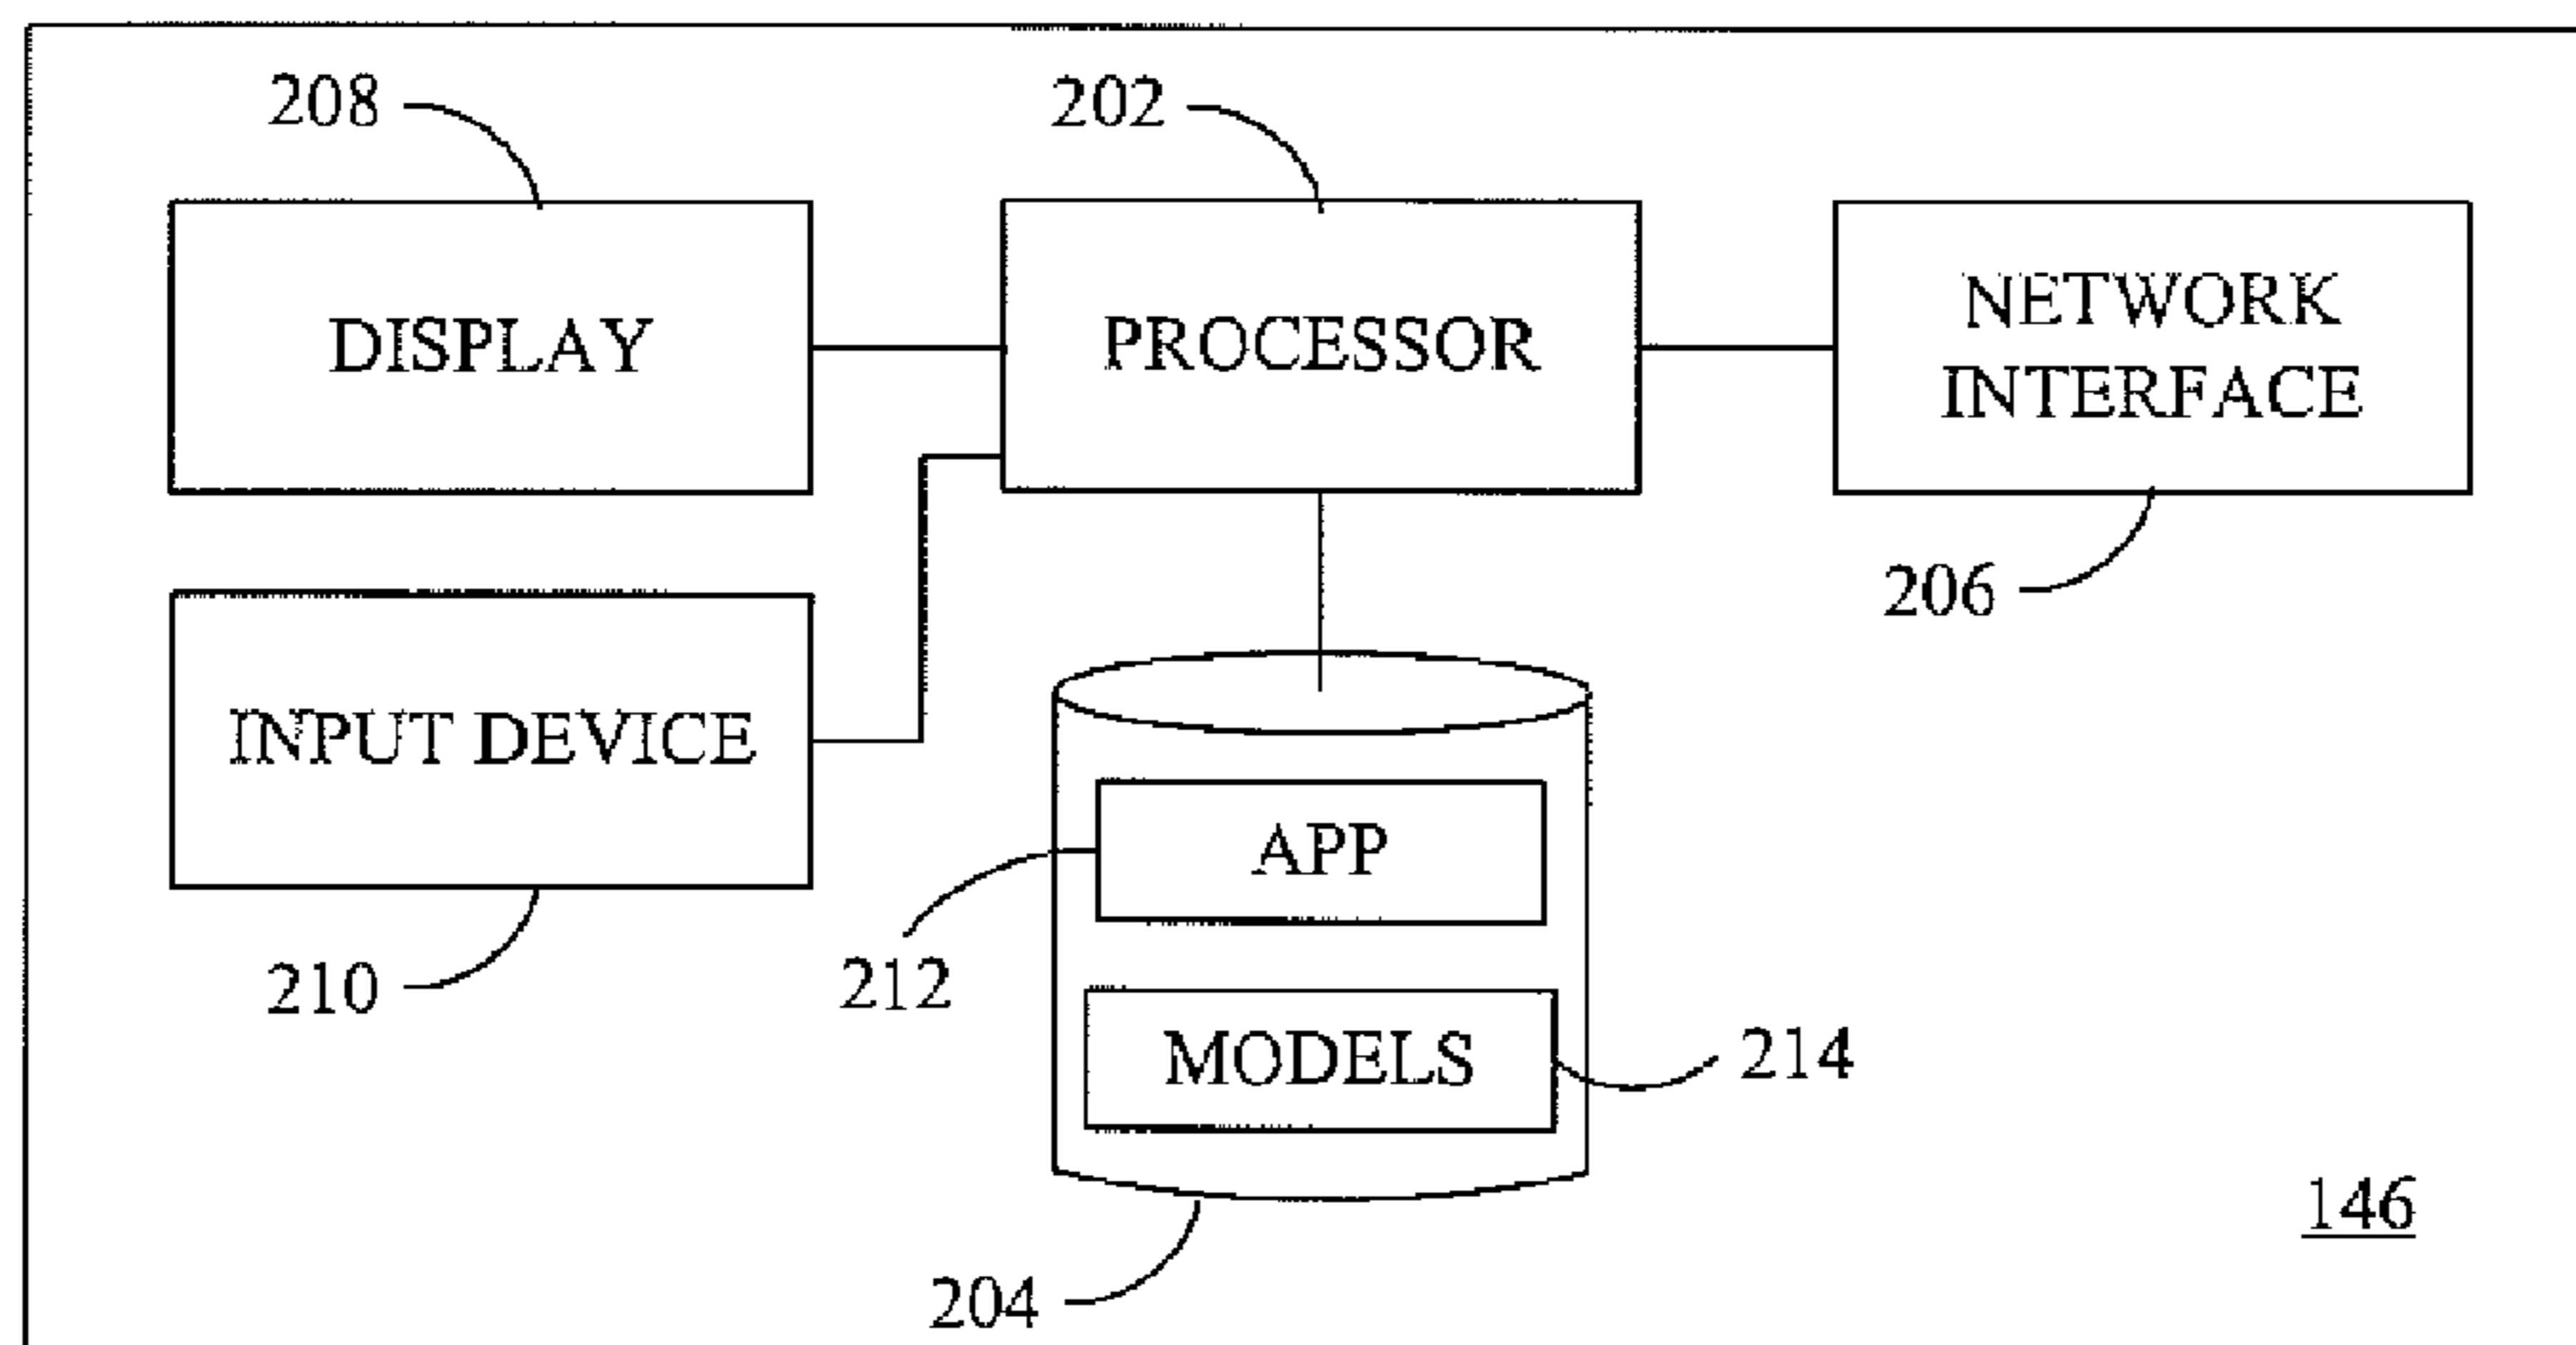 208
202
DISPLAY
PROCESSOR
NETWORK
INTERFACE
206
INPUT DEVICE
APP
210
212
MODELS
214
146
204